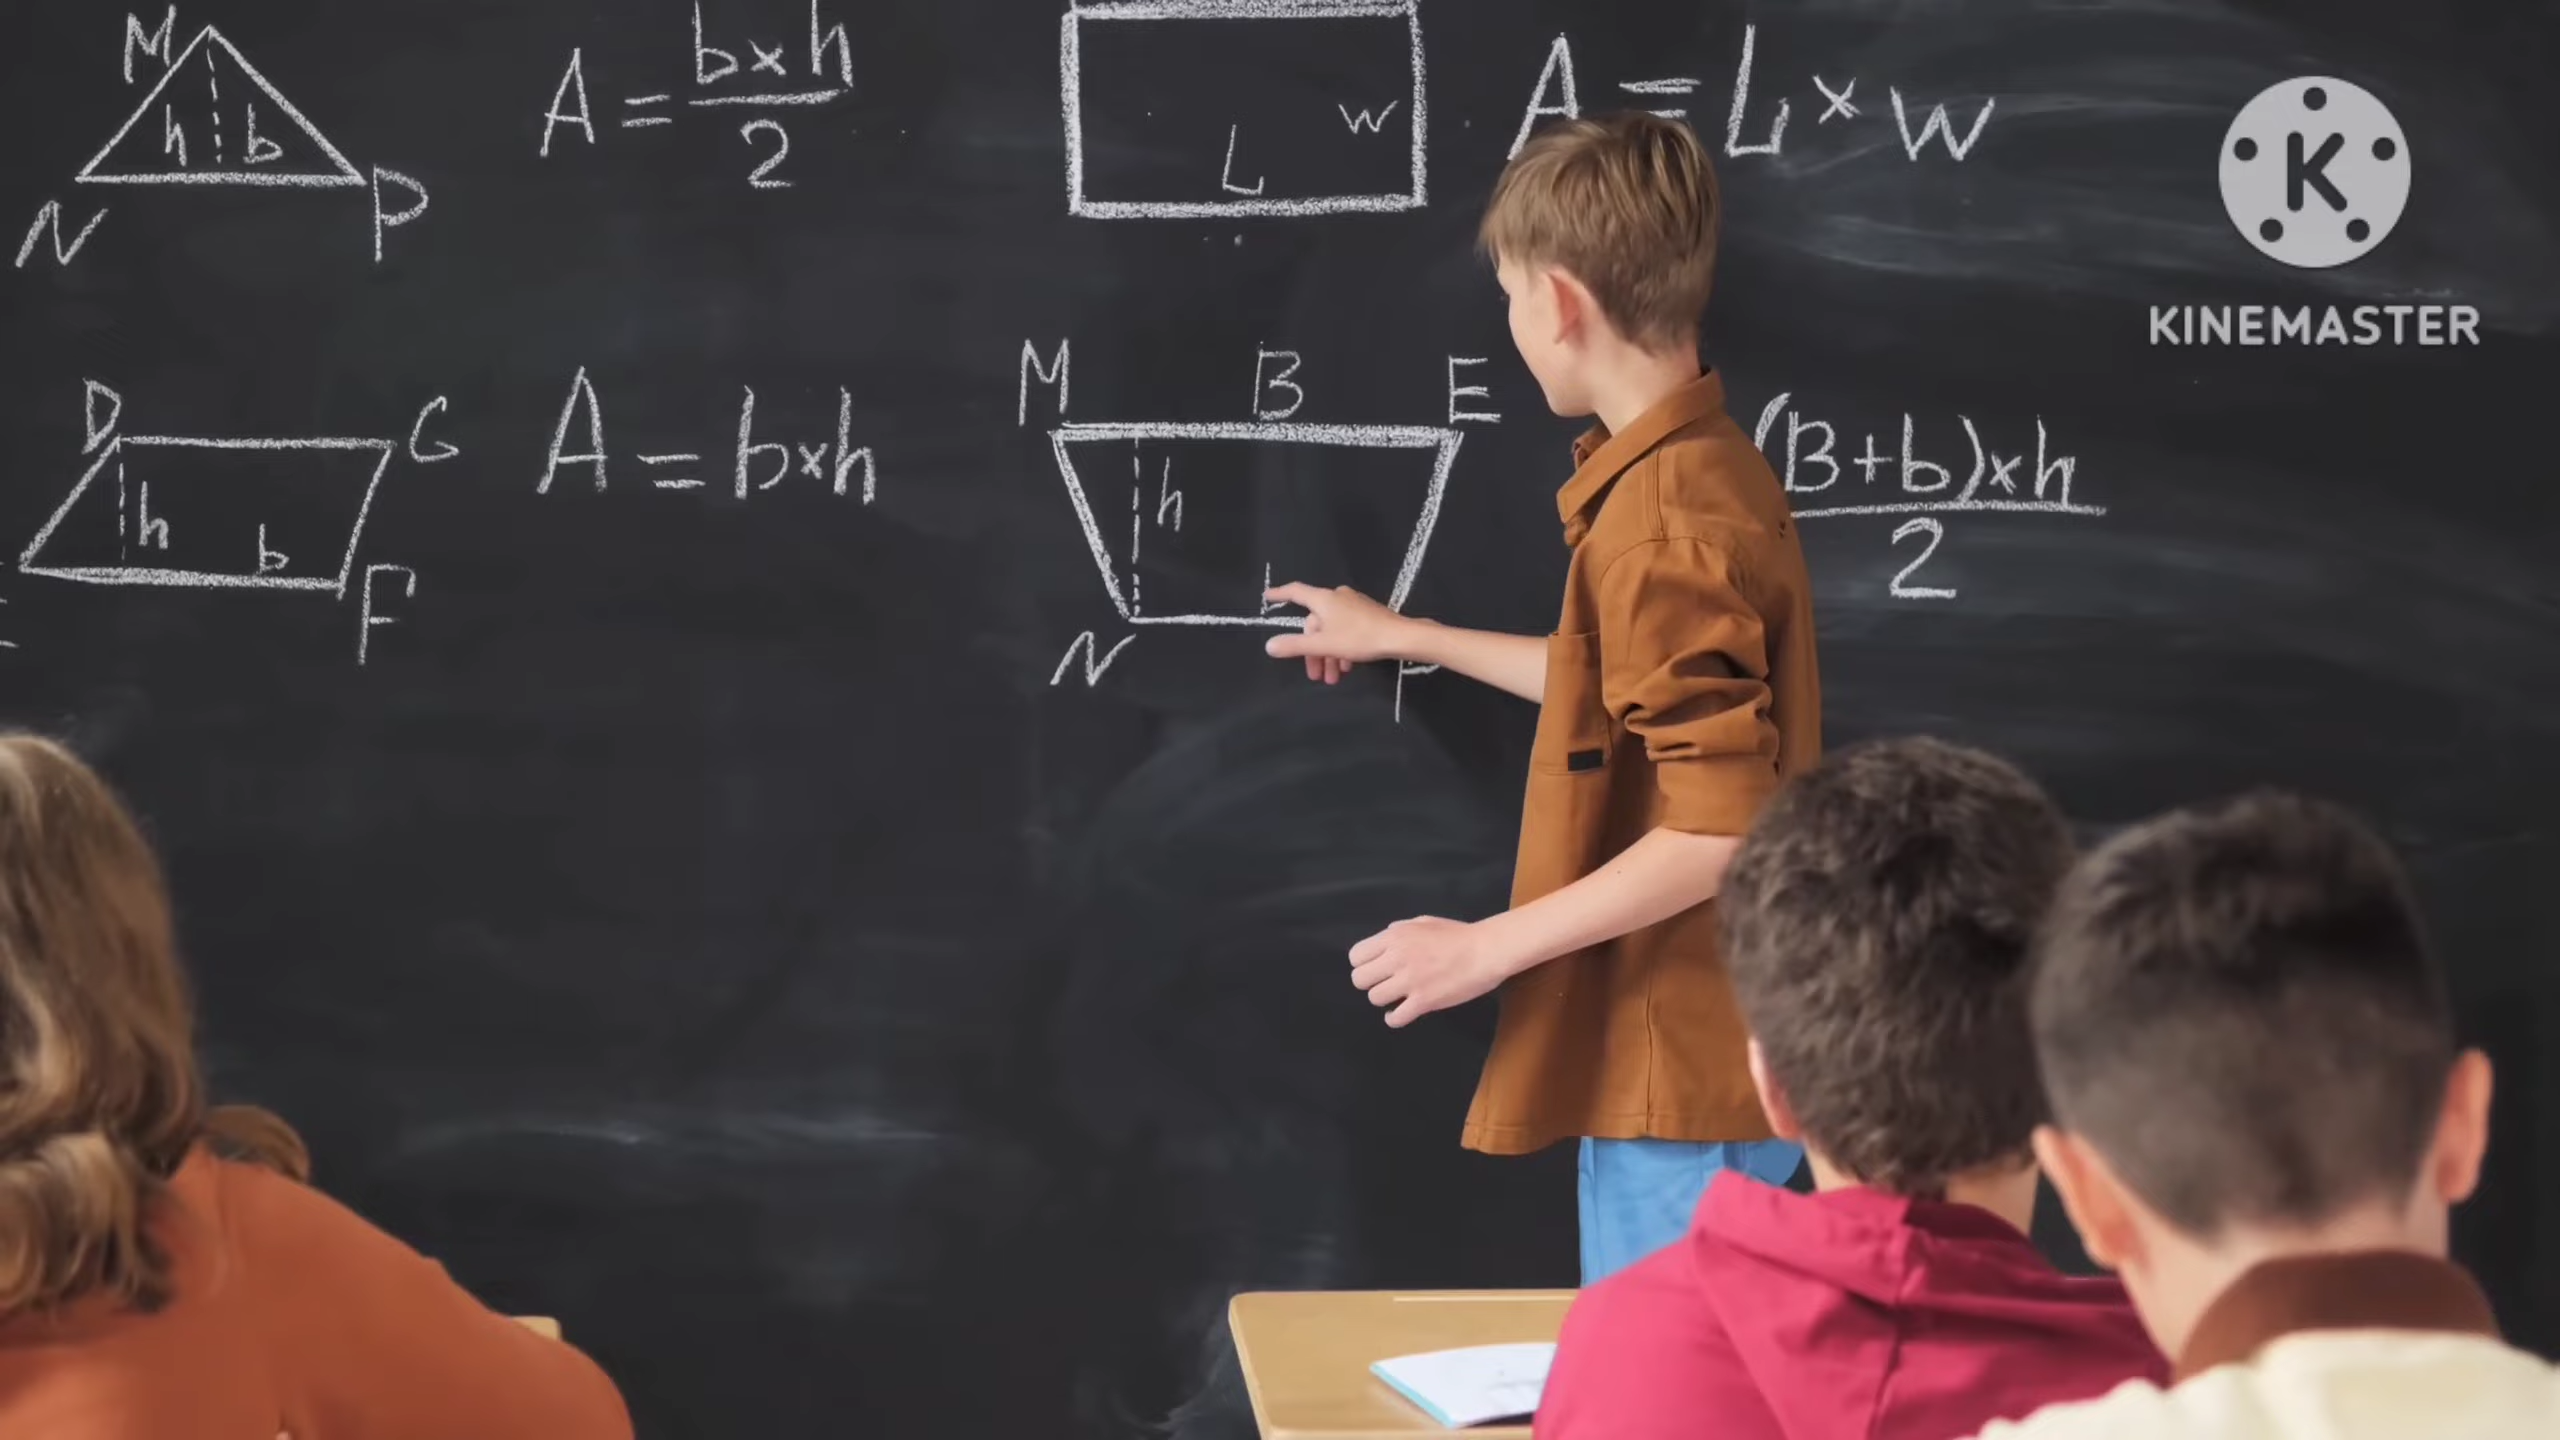 M
h b
N P
A = b×h
2
L W
A = L × W
K
KINEMASTER
D G
h b
F
A = b×h
M B E
h
N P
(B+b)×h
2